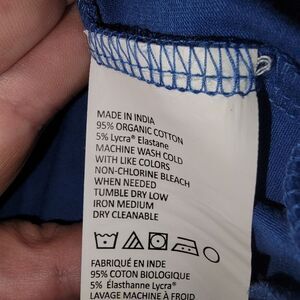 MADE IN INDIA
95% ORGANIC COTTON
5% Lycra® Elastane
MACHINE WASH COLD
WITH LIKE COLORS
NON-CHLORINE BLEACH
WHEN NEEDED
TUMBLE DRY LOW
IRON MEDIUM
DRY CLEANABLE
FABRIQUÉ EN INDE
95% COTON BIOLOGIQUE
5% Élasthanne Lycra®
LAVAGE MACHINE À FROID